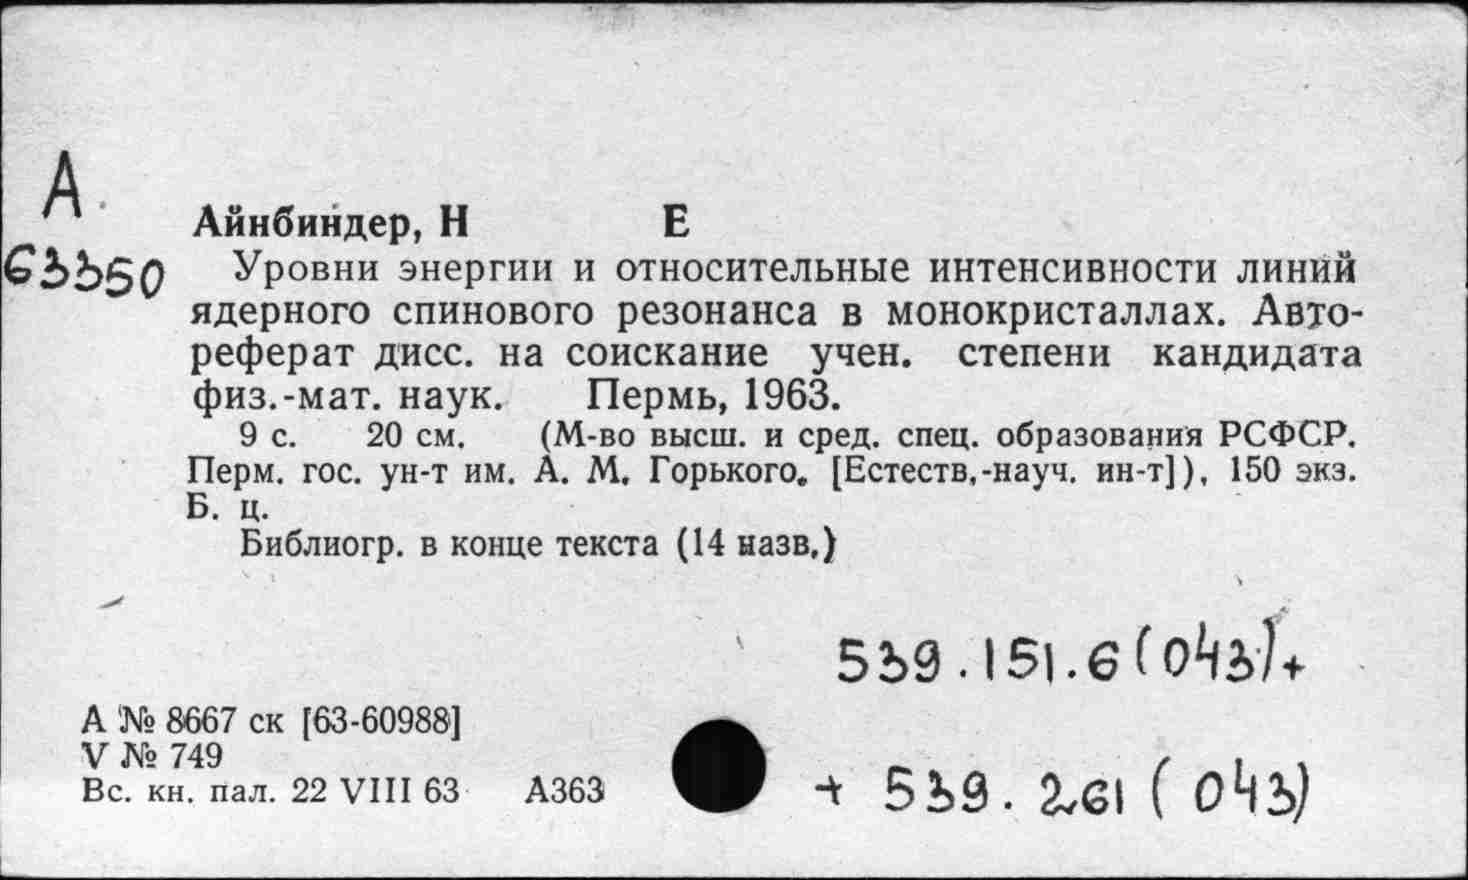 А
63350
Айнбиндер, Н Е
Уровни энергии и относительные интенсивности линий
ядерного спинового резонанса в монокристаллах. Авто-
реферат дисс. на соискание учен. степени кандидата
физ.-мат. наук. Пермь, 1963.
9 с. 20 см. (М-во высш. и сред. спец. образования РСФСР.
Перм. гос. ун-т им. А. М. Горького. [Естеств.-науч. ин-т]). 150 экз.
Б. ц.
Библиогр. в конце текста (14 назв.)
539.151.6(043)+
А № 8667 ск [63-60988]
V № 749
Вс. кн. пал. 22 VIII 63 А363
+ 539.261(043)